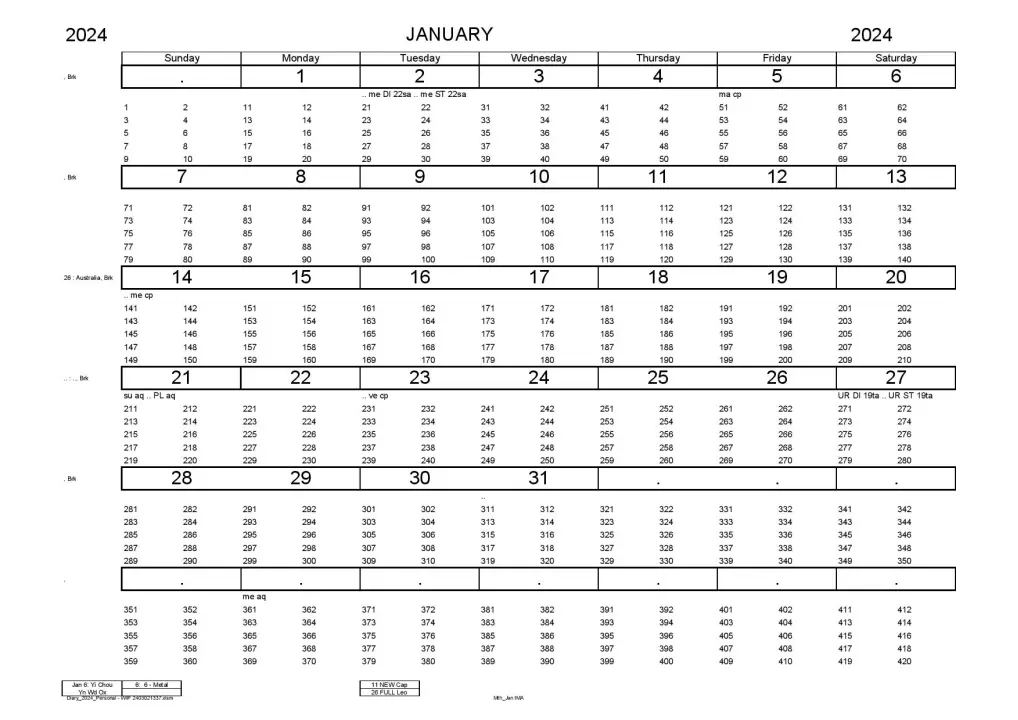 2024 JANUARY 2024
Sunday Monday Tuesday Wednesday Thursday Friday Saturday
. Brk . 1 2 3 4 5 6
.. me DI 22sa .. me ST 22sa ma cp
1 2 11 12 21 22 31 32 41 42 51 52 61 62
3 4 13 14 23 24 33 34 43 44 53 54 63 64
5 6 15 16 25 26 35 36 45 46 55 56 65 66
7 8 17 18 27 28 37 38 47 48 57 58 67 68
9 10 19 20 29 30 39 40 49 50 59 60 69 70
. Brk 7 8 9 10 11 12 13
71 72 81 82 91 92 101 102 111 112 121 122 131 132
73 74 83 84 93 94 103 104 113 114 123 124 133 134
75 76 85 86 95 96 105 106 115 116 125 126 135 136
77 78 87 88 97 98 107 108 117 118 127 128 137 138
79 80 89 90 99 100 109 110 119 120 129 130 139 140
26 : Australia, Brk 14 15 16 17 18 19 20
.. me cp
141 142 151 152 161 162 171 172 181 182 191 192 201 202
143 144 153 154 163 164 173 174 183 184 193 194 203 204
145 146 155 156 165 166 175 176 185 186 195 196 205 206
147 148 157 158 167 168 177 178 187 188 197 198 207 208
149 150 159 160 169 170 179 180 189 190 199 200 209 210
.. : .., Brk 21 22 23 24 25 26 27
su aq .. PL aq .. ve cp UR DI 19ta .. UR ST 19ta
211 212 221 222 231 232 241 242 251 252 261 262 271 272
213 214 223 224 233 234 243 244 253 254 263 264 273 274
215 216 225 226 235 236 245 246 255 256 265 266 275 276
217 218 227 228 237 238 247 248 257 258 267 268 277 278
219 220 229 230 239 240 249 250 259 260 269 270 279 280
. Brk 28 29 30 31 . . .
..
281 282 291 292 301 302 311 312 321 322 331 332 341 342
283 284 293 294 303 304 313 314 323 324 333 334 343 344
285 286 295 296 305 306 315 316 325 326 335 336 345 346
287 288 297 298 307 308 317 318 327 328 337 338 347 348
289 290 299 300 309 310 319 320 329 330 339 340 349 350
. . . . . . . .
me aq
351 352 361 362 371 372 381 382 391 392 401 402 411 412
353 354 363 364 373 374 383 384 393 394 403 404 413 414
355 356 365 366 375 376 385 386 395 396 405 406 415 416
357 358 367 368 377 378 387 388 397 398 407 408 417 418
359 360 369 370 379 380 389 390 399 400 409 410 419 420
Jan 6: Yi Chou 6: 6 - Metal 11 NEW Cap
Yn Wd Ox 26 FULL Leo
Diary_2024_Personal - WIP 2403021337.xlsm Mth_Jan tMA